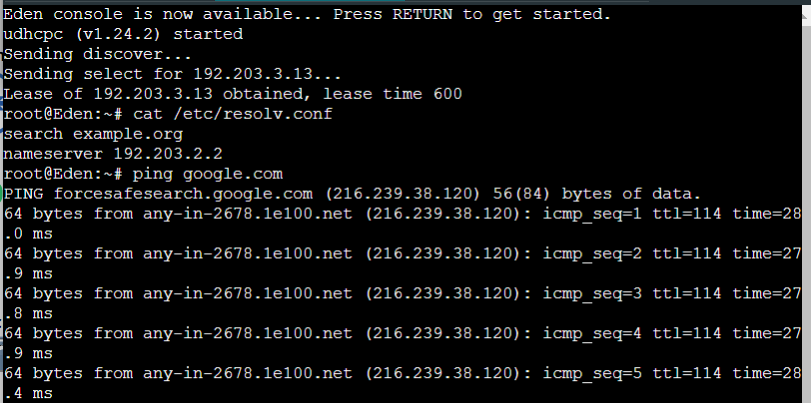 Eden console is now available... Press RETURN to get started.
udhcpc (v1.24.2) started
Sending discover...
Sending select for 192.203.3.13...
Lease of 192.203.3.13 obtained, lease time 600
root@Eden:~# cat /etc/resolv.conf
search example.org
nameserver 192.203.2.2
root@Eden:~# ping google.com
PING forcesafesearch.google.com (216.239.38.120) 56(84) bytes of data.
64 bytes from any-in-2678.1e100.net (216.239.38.120): icmp_seq=1 ttl=114 time=28
.0 ms
64 bytes from any-in-2678.1e100.net (216.239.38.120): icmp_seq=2 ttl=114 time=27
.9 ms
64 bytes from any-in-2678.1e100.net (216.239.38.120): icmp_seq=3 ttl=114 time=27
.8 ms
64 bytes from any-in-2678.1e100.net (216.239.38.120): icmp_seq=4 ttl=114 time=27
.9 ms
64 bytes from any-in-2678.1e100.net (216.239.38.120): icmp_seq=5 ttl=114 time=28
.4 ms